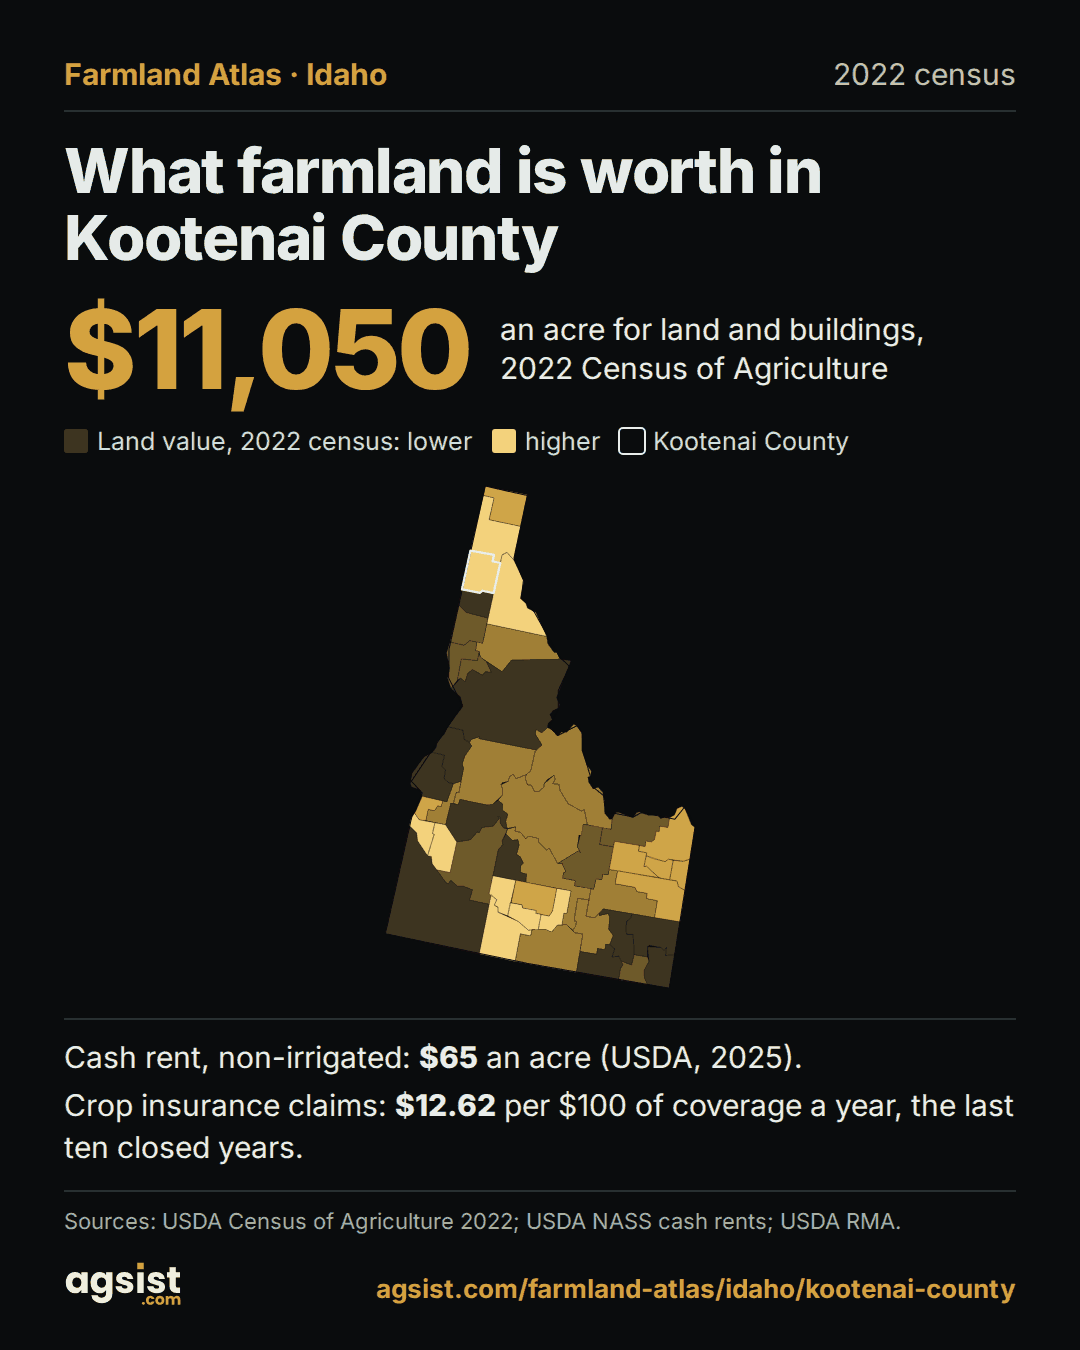 Farmland Atlas · Idaho
2022 census
What farmland is worth in
Kootenai County
$11,050
an acre for land and buildings,
2022 Census of Agriculture
Land value, 2022 census: lower
higher
Kootenai County
Cash rent, non-irrigated: $65 an acre (USDA, 2025).
Crop insurance claims: $12.62 per $100 of coverage a year, the last
ten closed years.
Sources: USDA Census of Agriculture 2022; USDA NASS cash rents; USDA RMA.
agsist
.com
agsist.com/farmland-atlas/idaho/kootenai-county